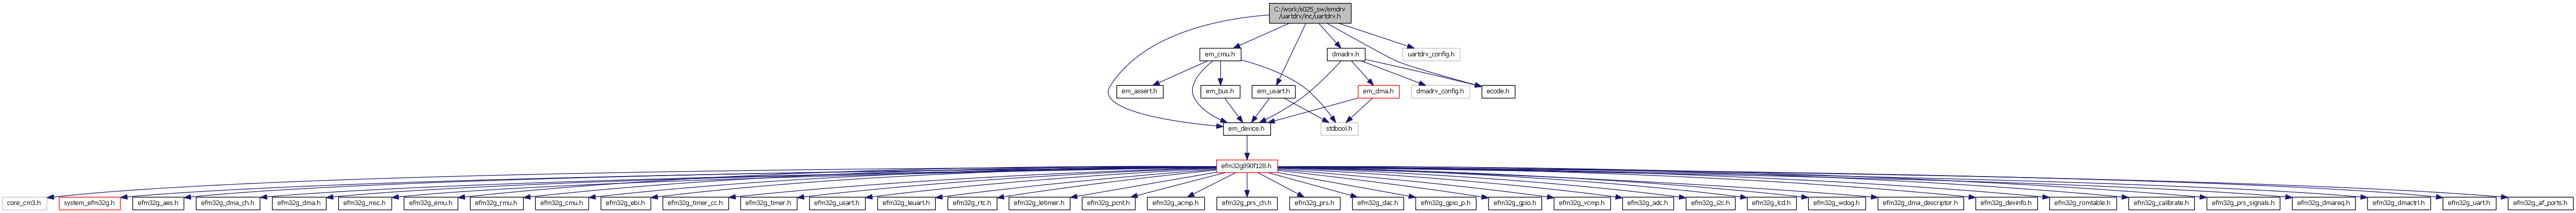 C:/work/s025_sw/emdrv
/uartdrv/inc/uartdrv.h
em_cmu.h
dmadrv.h
uartdrv_config.h
em_assert.h
em_bus.h
em_usart.h
em_dma.h
dmadrv_config.h
ecode.h
em_device.h
stdbool.h
efm32g890f128.h
core_cm3.h
system_efm32g.h
efm32g_aes.h
efm32g_dma_ch.h
efm32g_dma.h
efm32g_msc.h
efm32g_emu.h
efm32g_rmu.h
efm32g_cmu.h
efm32g_ebi.h
efm32g_timer_cc.h
efm32g_timer.h
efm32g_usart.h
efm32g_leuart.h
efm32g_rtc.h
efm32g_letimer.h
efm32g_pcnt.h
efm32g_acmp.h
efm32g_prs_ch.h
efm32g_prs.h
efm32g_dac.h
efm32g_gpio_p.h
efm32g_gpio.h
efm32g_vcmp.h
efm32g_adc.h
efm32g_i2c.h
efm32g_lcd.h
efm32g_wdog.h
efm32g_dma_descriptor.h
efm32g_devinfo.h
efm32g_romtable.h
efm32g_calibrate.h
efm32g_prs_signals.h
efm32g_dmareq.h
efm32g_dmactrl.h
efm32g_uart.h
efm32g_af_ports.h